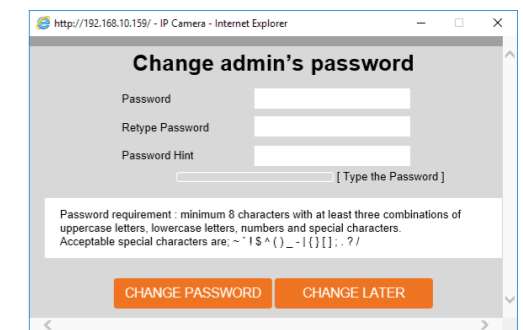 http://192.168.10.159/ - IP Camera - Internet Explorer
Change admin's password
Password
Retype Password
Password Hint
[ Type the Password ]
Password requirement : minimum 8 characters with at least three combinations of
uppercase letters, lowercase letters, numbers and special characters.
Acceptable special characters are; ~ ` ! $ ^ ( ) _ - | { } [ ] ; . ? /
CHANGE PASSWORD CHANGE LATER